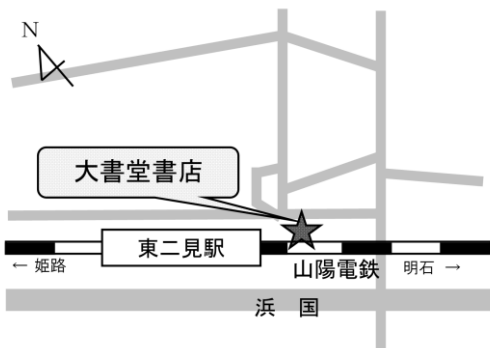 N
大書堂書店
東二見駅
← 姫路
山陽電鉄
明石 →
浜 国